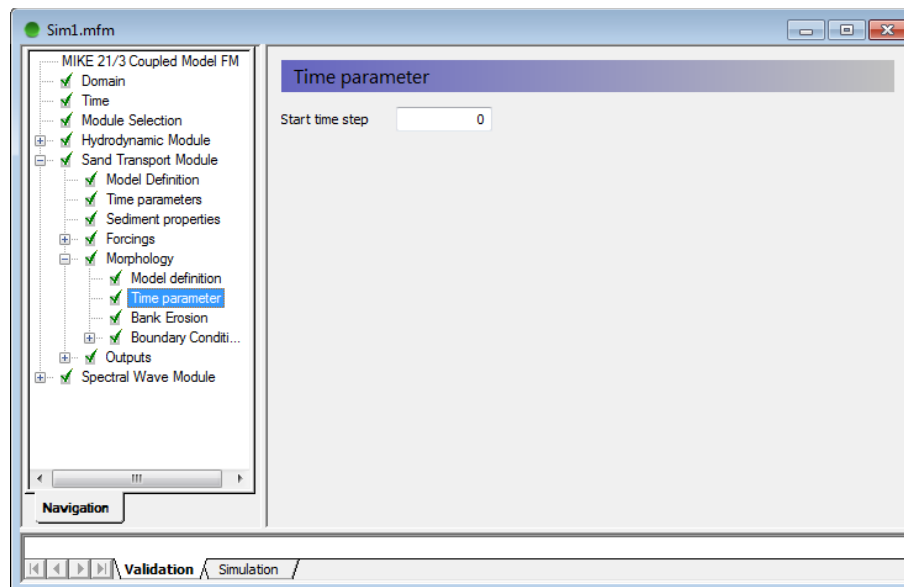 Sim1.mfm
MIKE 21/3 Coupled Model FM
Domain
Time
Module Selection
Hydrodynamic Module
Sand Transport Module
Model Definition
Time parameters
Sediment properties
Forcings
Morphology
Model definition
Time parameter
Bank Erosion
Boundary Conditi...
Outputs
Spectral Wave Module
Navigation
Time parameter
Start time step 0
Validation Simulation